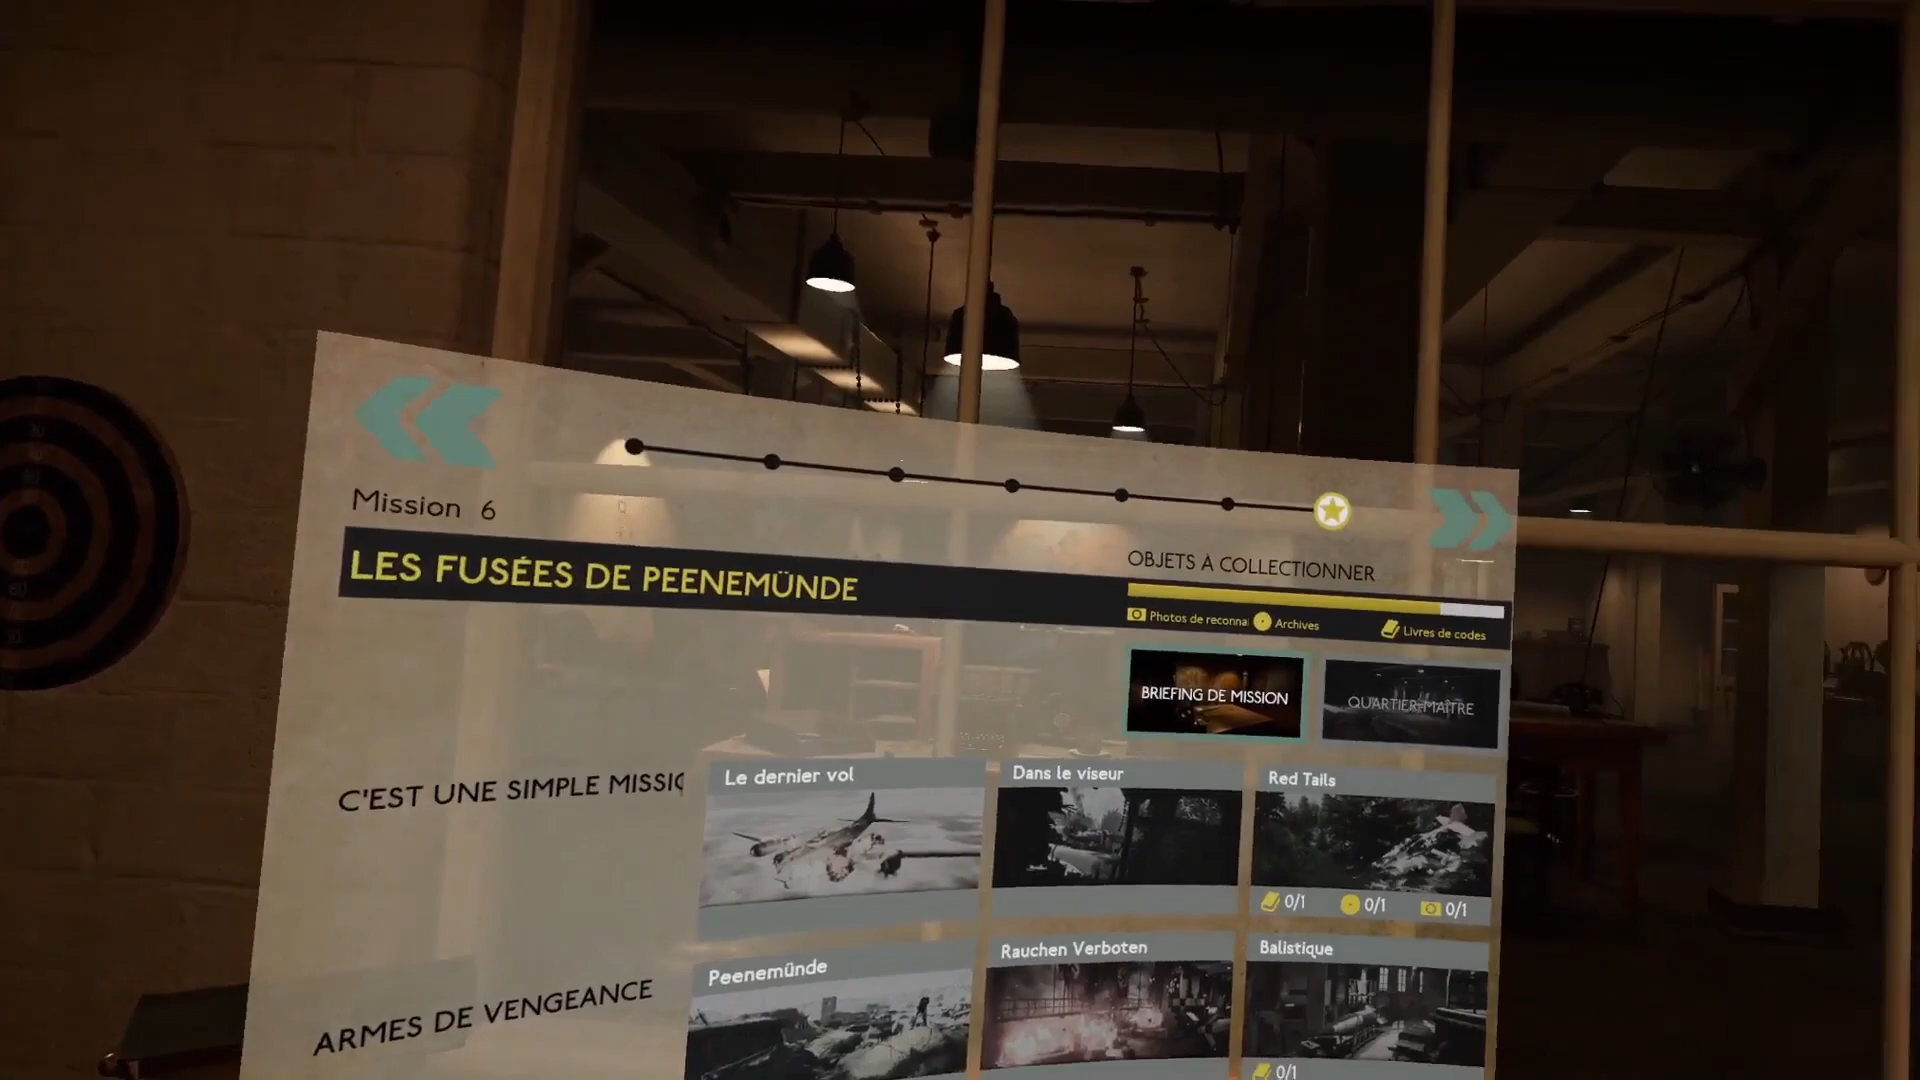 Mission 6
LES FUSÉES DE PEENEMÜNDE
OBJETS À COLLECTIONNER
Photos de reconnai
Archives
Livres de codes
BRIEFING DE MISSION
QUARTIER-MAÎTRE
C'EST UNE SIMPLE MISSIO
Le dernier vol
Dans le viseur
Red Tails
0/1
0/1
0/1
ARMES DE VENGEANCE
Peenemünde
Rauchen Verboten
Balistique
0/1